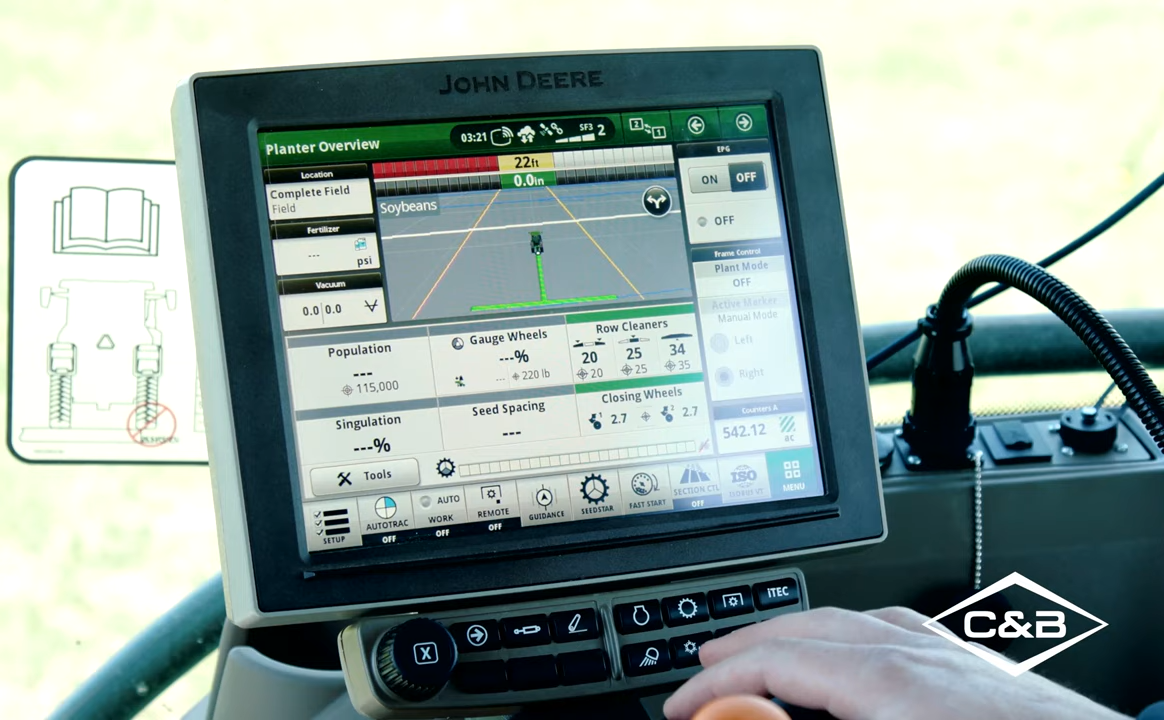 JOHN DEERE
Planter Overview
03:21
SF3 2
2 1
Location
Complete Field
Field
Fertilizer
---
psi
Vacuum
0.0 0.0
22ft
0.0in
Soybeans
EPG
ON OFF
OFF
Frame Control
Plant Mode
OFF
Active Marker
Manual Mode
Left
Right
Counters A
542.12 ac
Population
---
115,000
Gauge Wheels
---%
--- 220 lb
Row Cleaners
20 25 34
20 25 35
Singulation
---%
Seed Spacing
---
Closing Wheels
1 2.7 2 2.7
Tools
SETUP
AUTOTRAC
OFF
AUTO
WORK
OFF
REMOTE
OFF
GUIDANCE
SEEDSTAR
FAST START
SECTION CTL
OFF
ISO
MENU
X
ITEC
C&B